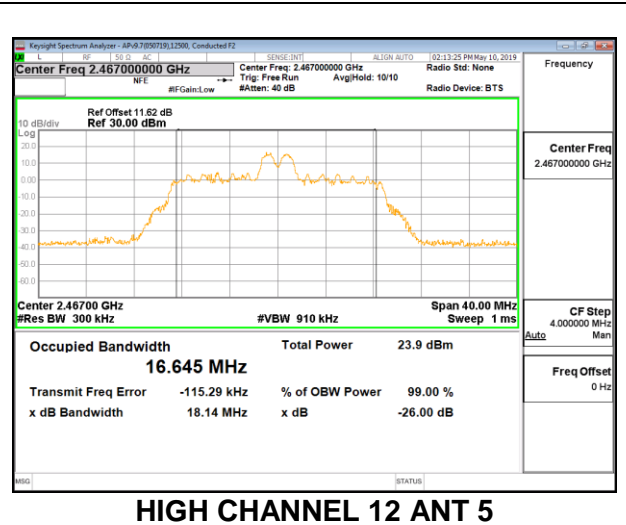 Keysight Spectrum Analyzer - APv9.7(050719),12500, Conducted F2
L RF 50 Ω AC SENSE:INT ALIGN AUTO 02:13:25 PM May 10, 2019
Center Freq 2.467000000 GHz Center Freq: 2.467000000 GHz Radio Std: None Frequency
NFE Trig: Free Run Avg|Hold: 10/10
#IFGain:Low #Atten: 40 dB Radio Device: BTS
Ref Offset 11.62 dB
10 dB/div Ref 30.00 dBm
Log
20.0
10.0
0.00
-10.0
-20.0
-30.0
-40.0
-50.0
-60.0
Center Freq
2.467000000 GHz
Center 2.46700 GHz Span 40.00 MHz
#Res BW 300 kHz #VBW 910 kHz Sweep 1 ms
CF Step
4.000000 MHz
Auto Man
Occupied Bandwidth Total Power 23.9 dBm
16.645 MHz
Transmit Freq Error -115.29 kHz % of OBW Power 99.00 %
x dB Bandwidth 18.14 MHz x dB -26.00 dB
Freq Offset
0 Hz
MSG STATUS
HIGH CHANNEL 12 ANT 5